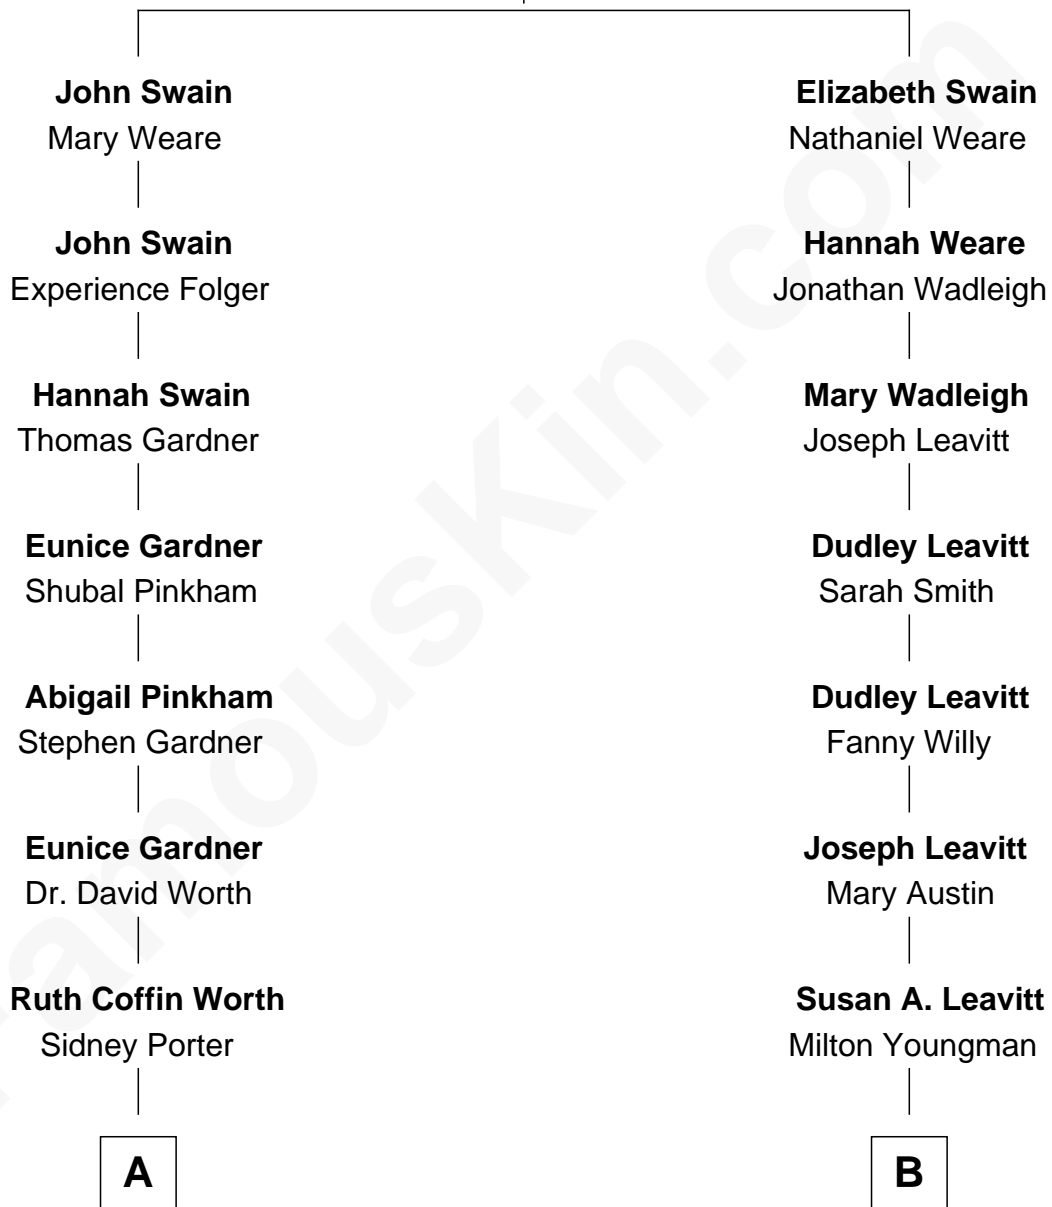 John Swain
Mary Weare
John Swain
Experience Folger
Hannah Swain
Thomas Gardner
Eunice Gardner
Shubal Pinkham
Abigail Pinkham
Stephen Gardner
Eunice Gardner
Dr. David Worth
Ruth Coffin Worth
Sidney Porter
A
Elizabeth Swain
Nathaniel Weare
Hannah Weare
Jonathan Wadleigh
Mary Wadleigh
Joseph Leavitt
Dudley Leavitt
Sarah Smith
Dudley Leavitt
Fanny Willy
Joseph Leavitt
Mary Austin
Susan A. Leavitt
Milton Youngman
B
FamousKin.com